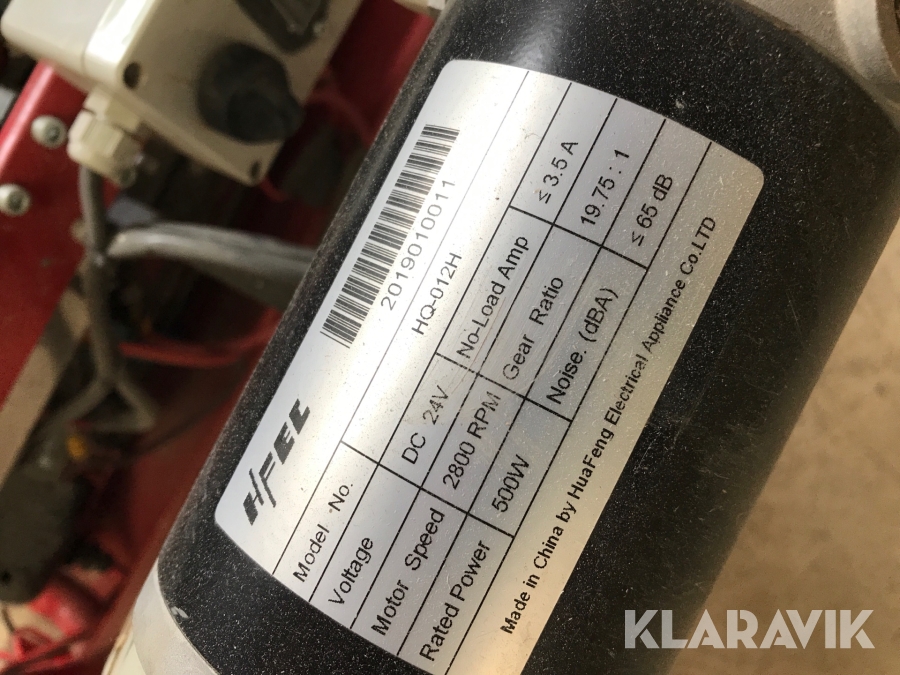 2019010011
HFEC
Model -No. HQ-012H
Voltage DC 24V No-Load Amp ≤ 3.5 A
Motor Speed 2800 RPM Gear Ratio 19.75 : 1
Rated Power 500W Noise. (dBA) ≤ 65 dB
Made in China by HuaFeng Electrical Appliance Co.LTD
KLARAVIK